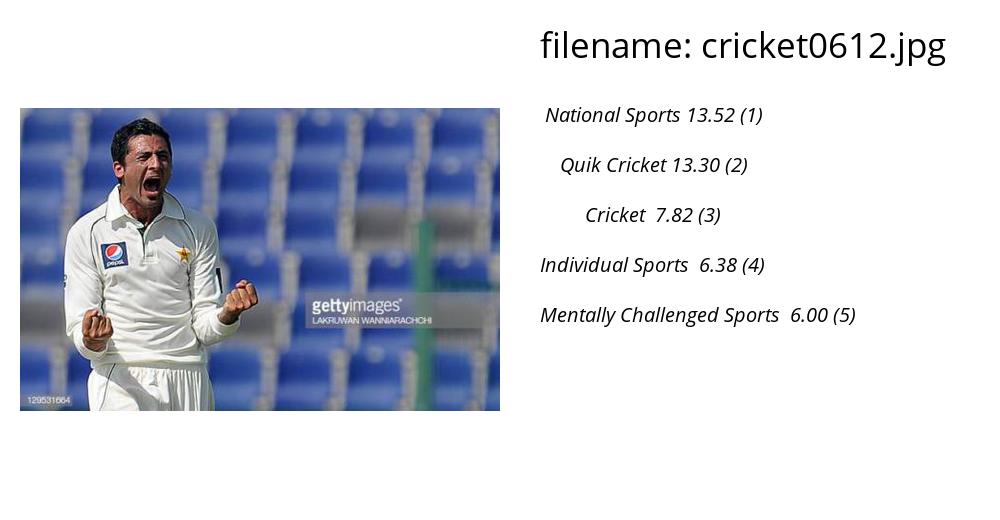 filename: cricket0612.jpg
National Sports 13.52 (1)
Quik Cricket 13.30 (2)
Cricket 7.82 (3)
Individual Sports 6.38 (4)
Mentally Challenged Sports 6.00 (5)
pepsi
gettyimages®
LAKRUWAN WANNIARACHCHI
129531664